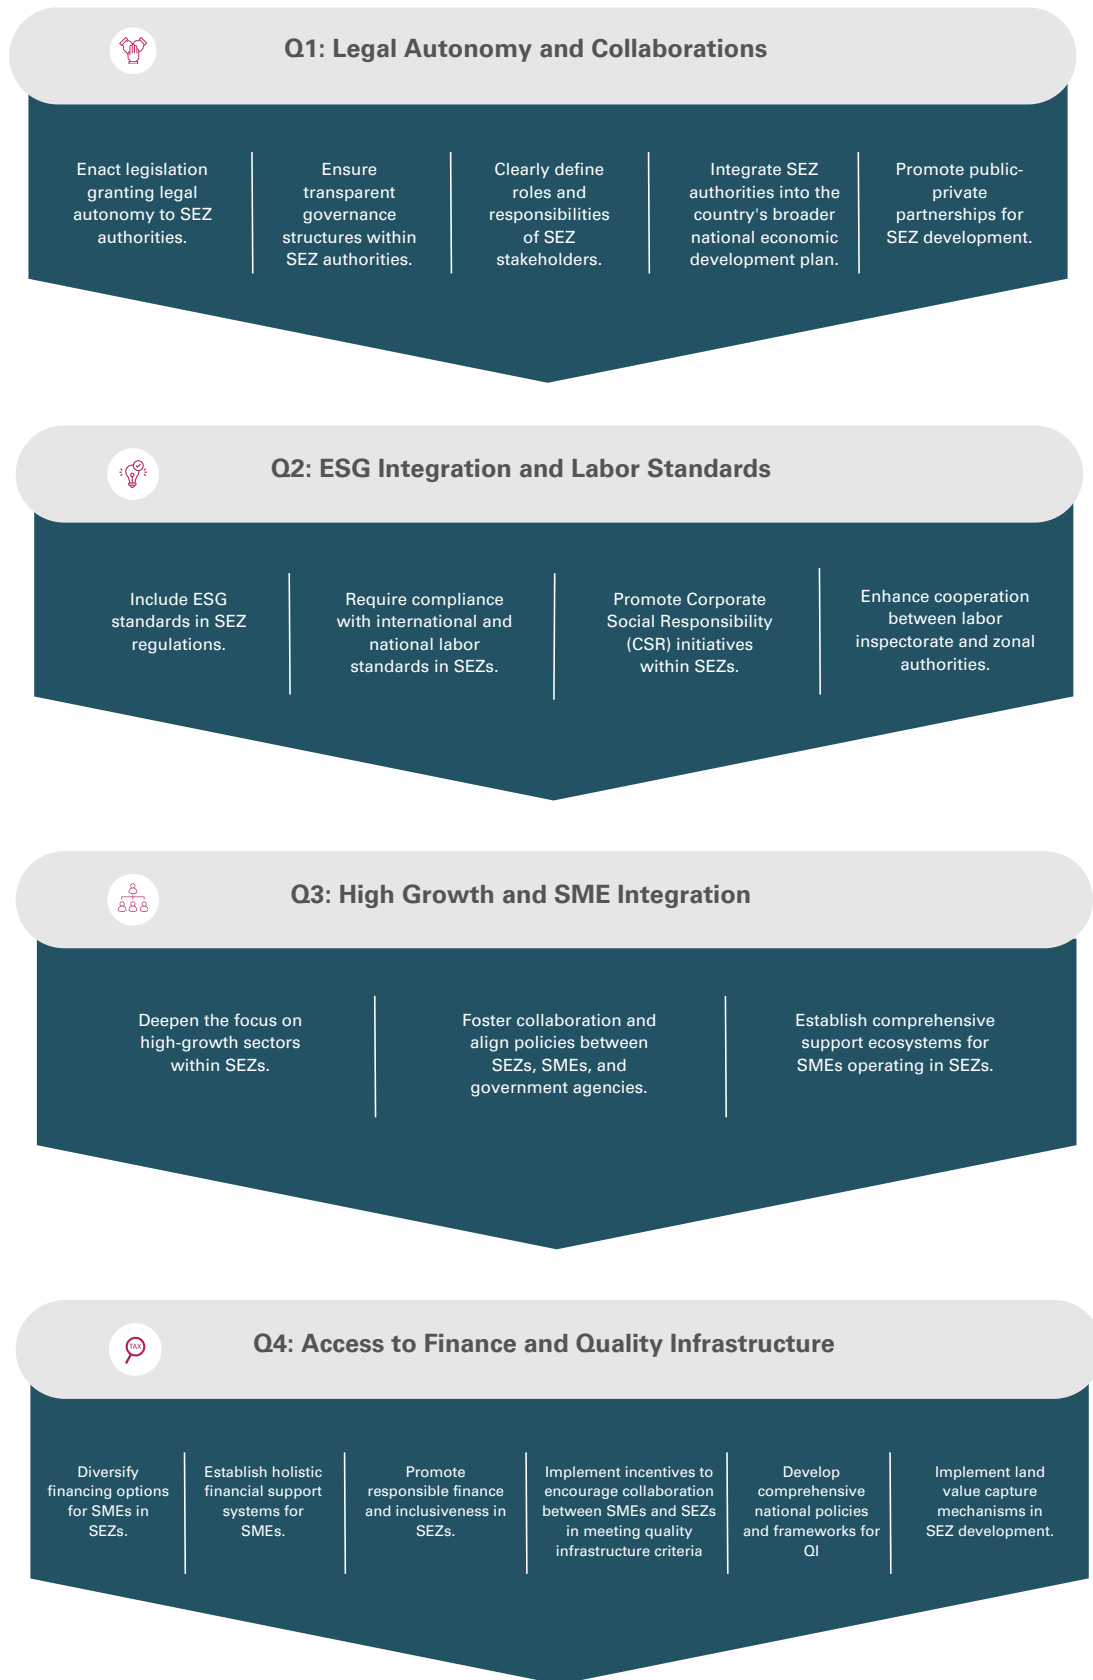 Q1: Legal Autonomy and Collaborations
Enact legislation
granting legal
autonomy to SEZ
authorities.
Ensure
transparent
governance
structures within
SEZ authorities.
Clearly define
roles and
responsibilities
of SEZ
stakeholders.
Integrate SEZ
authorities into the
country's broader
national economic
development plan.
Promote public-
private
partnerships for
SEZ development.
Q2: ESG Integration and Labor Standards
Include ESG
standards in SEZ
regulations.
Require compliance
with international and
national labor
standards in SEZs.
Promote Corporate
Social Responsibility
(CSR) initiatives
within SEZs.
Enhance cooperation
between labor
inspectorate and zonal
authorities.
Q3: High Growth and SME Integration
Deepen the focus on
high-growth sectors
within SEZs.
Foster collaboration and
align policies between
SEZs, SMEs, and
government agencies.
Establish comprehensive
support ecosystems for
SMEs operating in SEZs.
TAX
Q4: Access to Finance and Quality Infrastructure
Diversify
financing options
for SMEs in
SEZs.
Establish holistic
financial support
systems for
SMEs.
Promote
responsible finance
and inclusiveness in
SEZs.
Implement incentives to
encourage collaboration
between SMEs and SEZs
in meeting quality
infrastructure criteria
Develop
comprehensive
national policies
and frameworks for
QI
Implement land
value capture
mechanisms in
SEZ development.